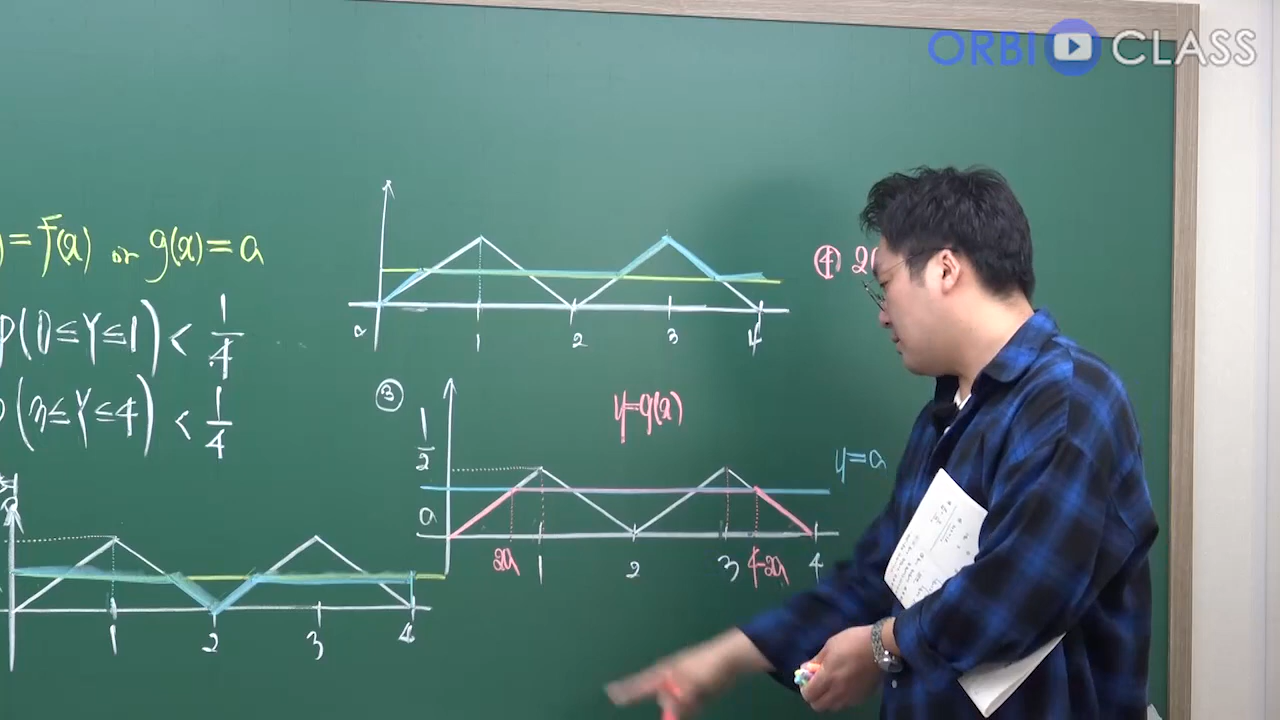 ORBI CLASS
)=f(x) or g(x)=a
P(0≤Y≤1)<1/4
(3≤Y≤4)<1/4
0 1 2 3 4
④ 2
③
1/2
a
y=g(x)
y=a
2a 1 2 3 4-2a 4
1 2 3 4